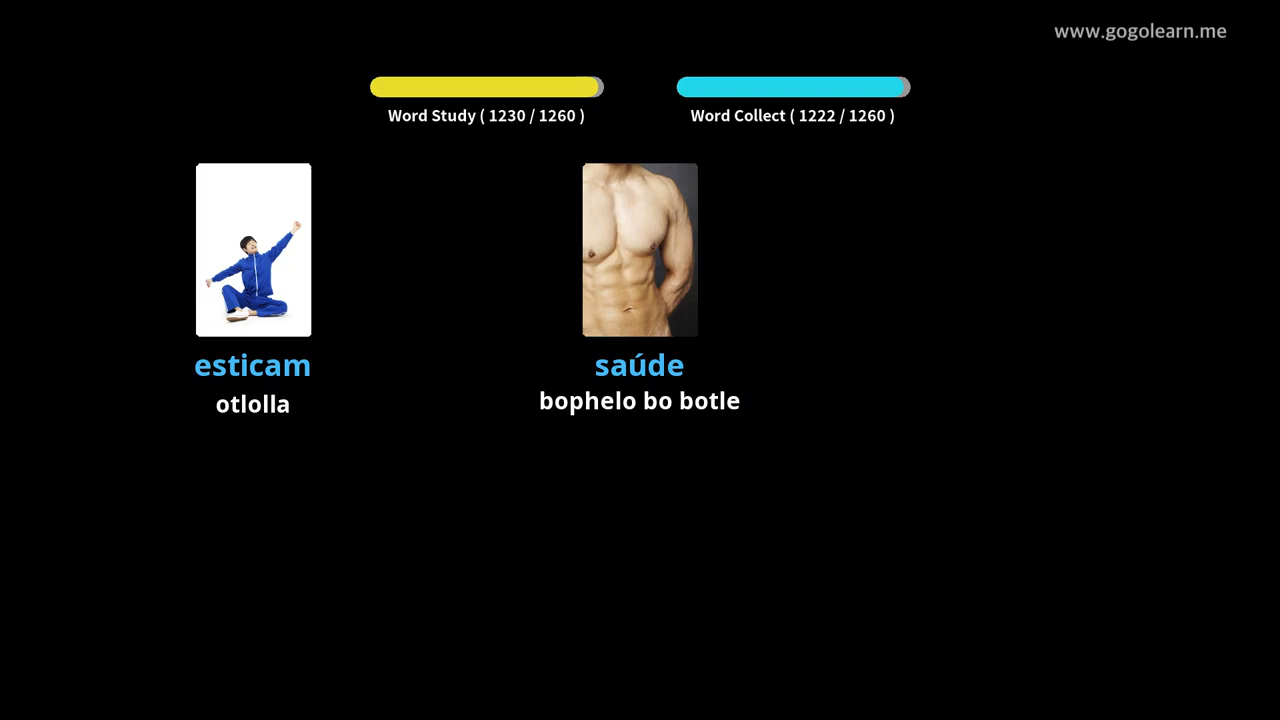 www.gogolearn.me
Word Study ( 1230 / 1260 )
Word Collect ( 1222 / 1260 )
esticam
otlolla
saúde
bophelo bo botle